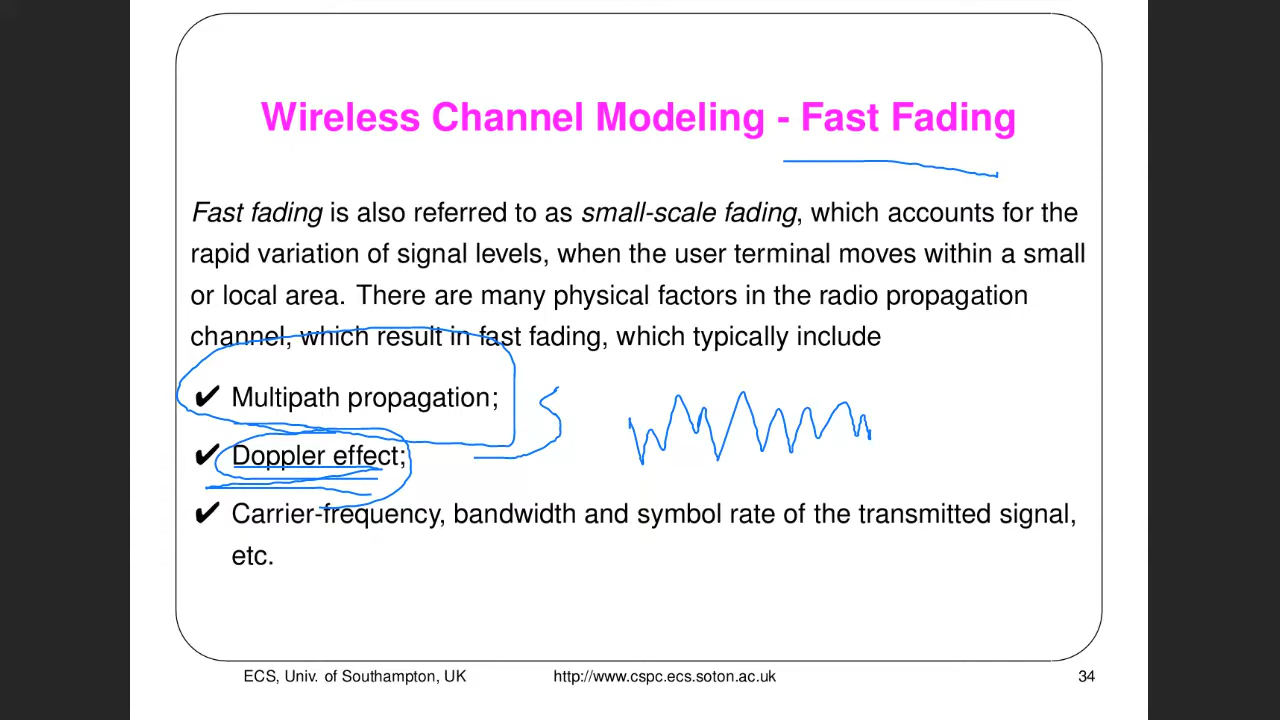 Wireless Channel Modeling - Fast Fading
Fast fading is also referred to as small-scale fading, which accounts for the
rapid variation of signal levels, when the user terminal moves within a small
or local area. There are many physical factors in the radio propagation
channel, which result in fast fading, which typically include
✔ Multipath propagation;
✔ Doppler effect;
✔ Carrier-frequency, bandwidth and symbol rate of the transmitted signal,
etc.
ECS, Univ. of Southampton, UK http://www.cspc.ecs.soton.ac.uk 34